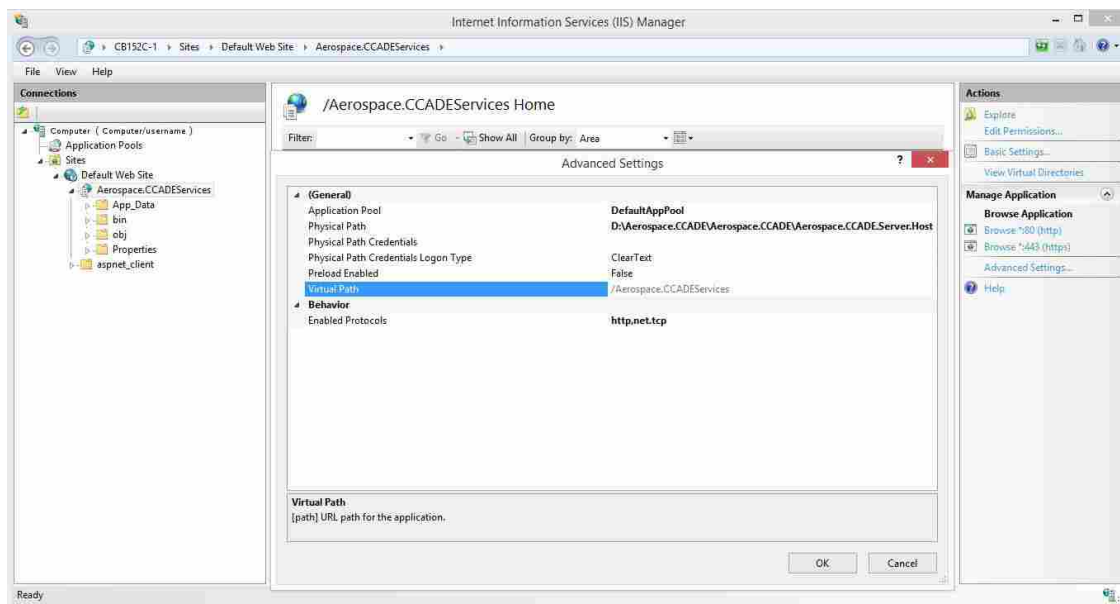 Internet Information Services (IIS) Manager
CB152C-1 Sites Default Web Site Aerospace.CCADEServices
File View Help
Connections
Computer ( Computer/username )
Application Pools
Sites
Default Web Site
Aerospace.CCADEServices
App_Data
bin
obj
Properties
aspnet_client
/Aerospace.CCADEServices Home
Filter: Go Show All Group by: Area
Advanced Settings
(General)
Application Pool DefaultAppPool
Physical Path D:\Aerospace.CCADE\Aerospace.CCADE\Aerospace.CCADE.Server.Host
Physical Path Credentials
Physical Path Credentials Logon Type ClearText
Preload Enabled False
Virtual Path /Aerospace.CCADEServices
Behavior
Enabled Protocols http,net.tcp
Virtual Path
[path] URL path for the application.
OK Cancel
Actions
Explore
Edit Permissions...
Basic Settings...
View Virtual Directories
Manage Application
Browse Application
Browse *:80 (http)
Browse *:443 (https)
Advanced Settings...
Help
Ready